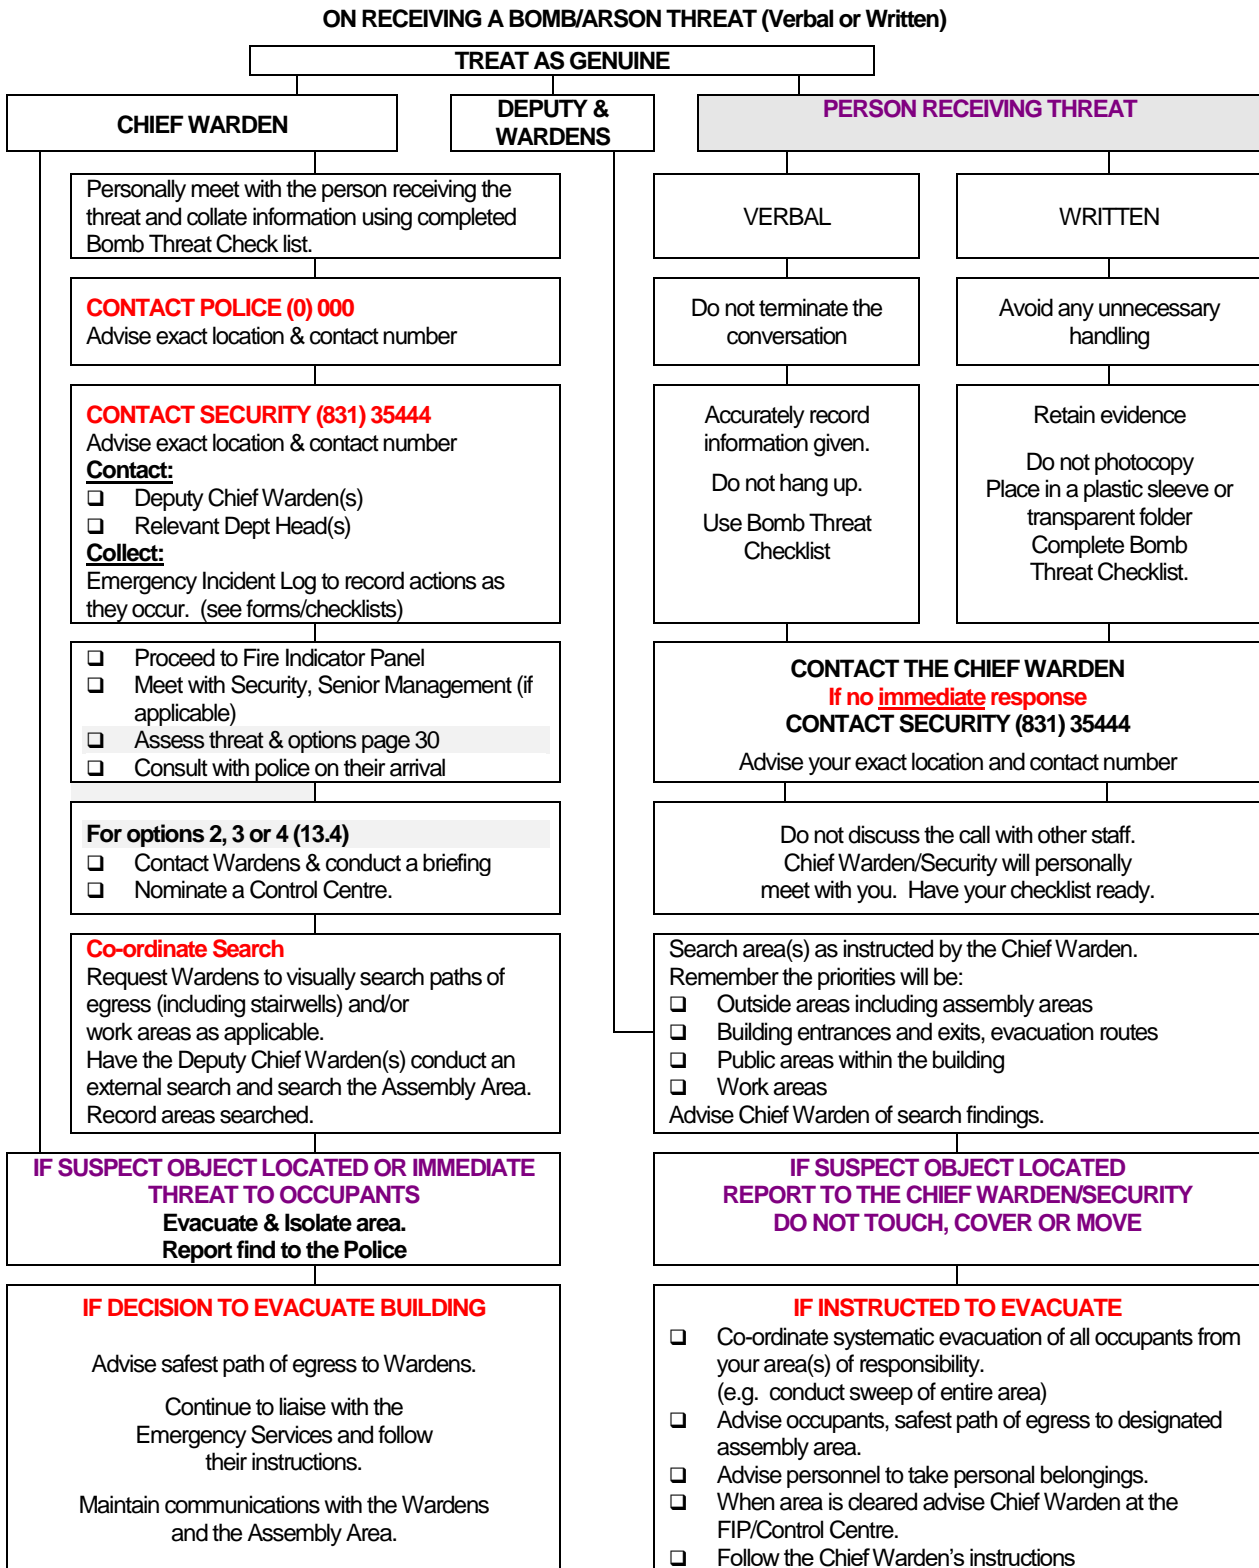 ON RECEIVING A BOMB/ARSON THREAT (Verbal or Written)
TREAT AS GENUINE
CHIEF WARDEN
DEPUTY &
WARDENS
PERSON RECEIVING THREAT
Personally meet with the person receiving the
threat and collate information using completed
Bomb Threat Check list.
CONTACT POLICE (0) 000
Advise exact location & contact number
CONTACT SECURITY (831) 35444
Advise exact location & contact number
Contact:
❑ Deputy Chief Warden(s)
❑ Relevant Dept Head(s)
Collect:
Emergency Incident Log to record actions as
they occur. (see forms/checklists)
❑ Proceed to Fire Indicator Panel
❑ Meet with Security, Senior Management (if
applicable)
❑ Assess threat & options page 30
❑ Consult with police on their arrival
For options 2, 3 or 4 (13.4)
❑ Contact Wardens & conduct a briefing
❑ Nominate a Control Centre.
Co-ordinate Search
Request Wardens to visually search paths of
egress (including stairwells) and/or
work areas as applicable.
Have the Deputy Chief Warden(s) conduct an
external search and search the Assembly Area.
Record areas searched.
IF SUSPECT OBJECT LOCATED OR IMMEDIATE
THREAT TO OCCUPANTS
Evacuate & Isolate area.
Report find to the Police
IF DECISION TO EVACUATE BUILDING
Advise safest path of egress to Wardens.
Continue to liaise with the
Emergency Services and follow
their instructions.
Maintain communications with the Wardens
and the Assembly Area.
VERBAL
Do not terminate the
conversation
Accurately record
information given.
Do not hang up.
Use Bomb Threat
Checklist
WRITTEN
Avoid any unnecessary
handling
Retain evidence
Do not photocopy
Place in a plastic sleeve or
transparent folder
Complete Bomb
Threat Checklist.
CONTACT THE CHIEF WARDEN
If no immediate response
CONTACT SECURITY (831) 35444
Advise your exact location and contact number
Do not discuss the call with other staff.
Chief Warden/Security will personally
meet with you. Have your checklist ready.
Search area(s) as instructed by the Chief Warden.
Remember the priorities will be:
❑ Outside areas including assembly areas
❑ Building entrances and exits, evacuation routes
❑ Public areas within the building
❑ Work areas
Advise Chief Warden of search findings.
IF SUSPECT OBJECT LOCATED
REPORT TO THE CHIEF WARDEN/SECURITY
DO NOT TOUCH, COVER OR MOVE
IF INSTRUCTED TO EVACUATE
❑ Co-ordinate systematic evacuation of all occupants from
your area(s) of responsibility.
(e.g. conduct sweep of entire area)
❑ Advise occupants, safest path of egress to designated
assembly area.
❑ Advise personnel to take personal belongings.
❑ When area is cleared advise Chief Warden at the
FIP/Control Centre.
❑ Follow the Chief Warden's instructions